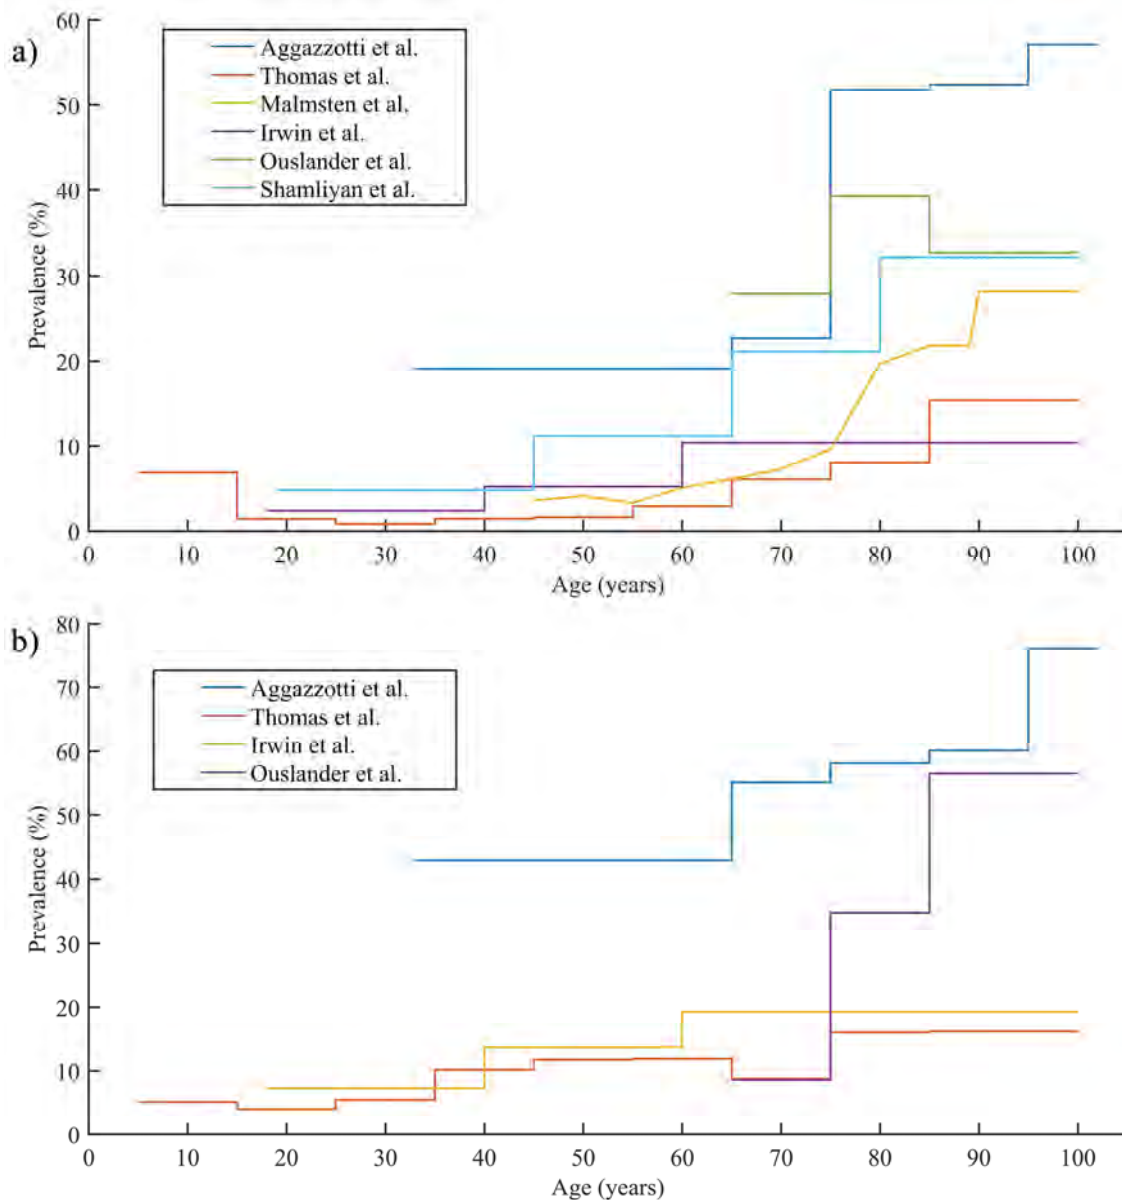 a)
60
50
40
30
20
10
0
Prevalence (%)
Aggazzotti et al.
Thomas et al.
Malmsten et al.
Irwin et al.
Ouslander et al.
Shamliyan et al.
0 10 20 30 40 50 60 70 80 90 100
Age (years)
b)
80
70
60
50
40
30
20
10
0
Prevalence (%)
Aggazzotti et al.
Thomas et al.
Irwin et al.
Ouslander et al.
0 10 20 30 40 50 60 70 80 90 100
Age (years)